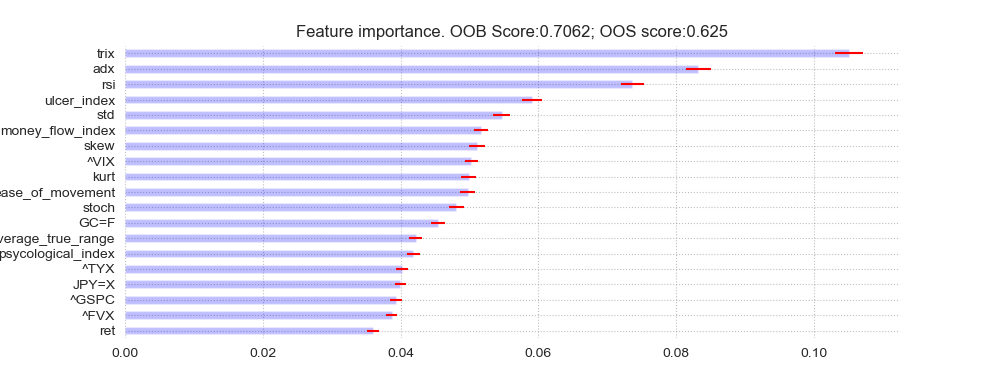 Feature importance. OOB Score:0.7062; OOS score:0.625
trix
adx
rsi
ulcer_index
std
money_flow_index
skew
^VIX
kurt
ease_of_movement
stoch
GC=F
verage_true_range
psycological_index
^TYX
JPY=X
^GSPC
^FVX
ret
0.00 0.02 0.04 0.06 0.08 0.10